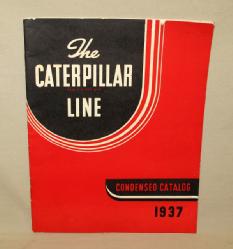 The
CATERPILLAR
LINE
CONDENSED CATALOG
1937